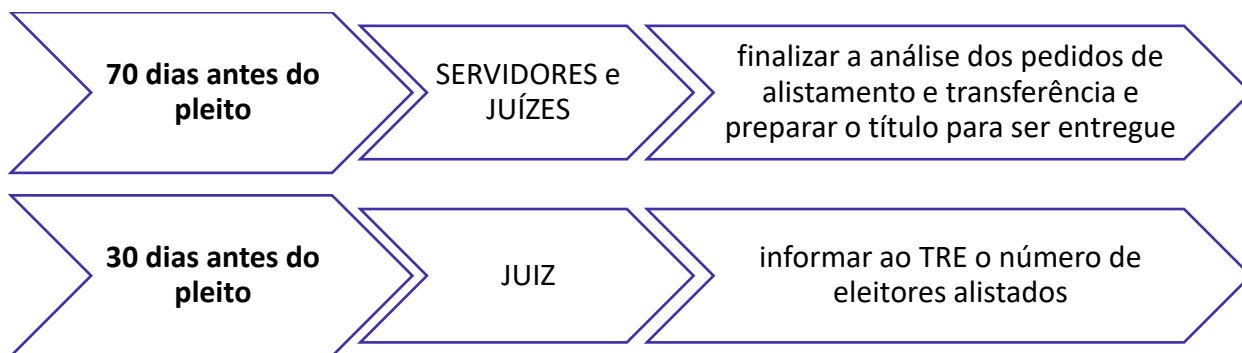 70 dias antes do
pleito
SERVIDORES e
JUÍZES
finalizar a análise dos pedidos de
alistamento e transferência e
preparar o título para ser entregue
30 dias antes do
pleito
JUIZ
informar ao TRE o número de
eleitores alistados